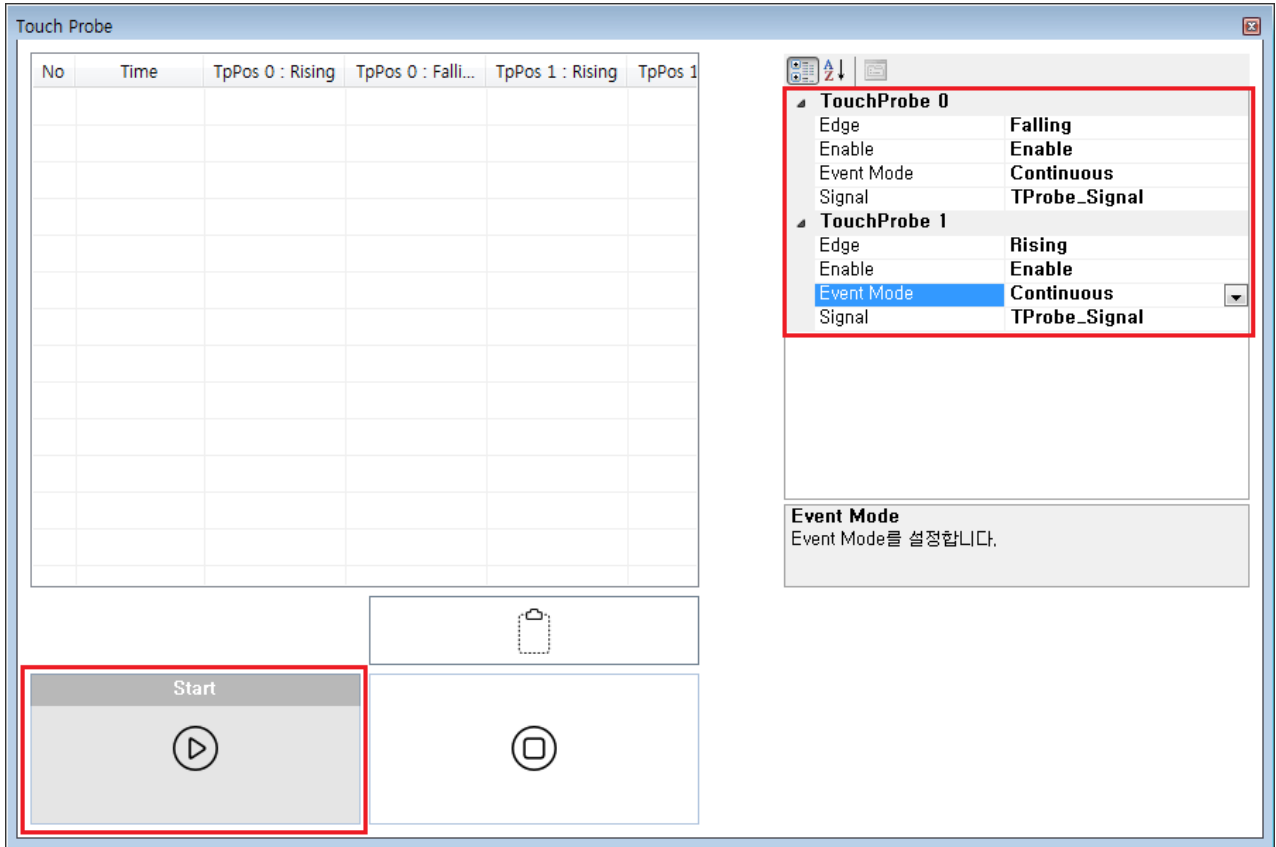 Touch Probe
No Time TpPos 0 : Rising TpPos 0 : Falli... TpPos 1 : Rising TpPos 1
TouchProbe 0
Edge Falling
Enable Enable
Event Mode Continuous
Signal TProbe_Signal
TouchProbe 1
Edge Rising
Enable Enable
Event Mode Continuous
Signal TProbe_Signal
Event Mode
Event Mode를 설정합니다.
Start